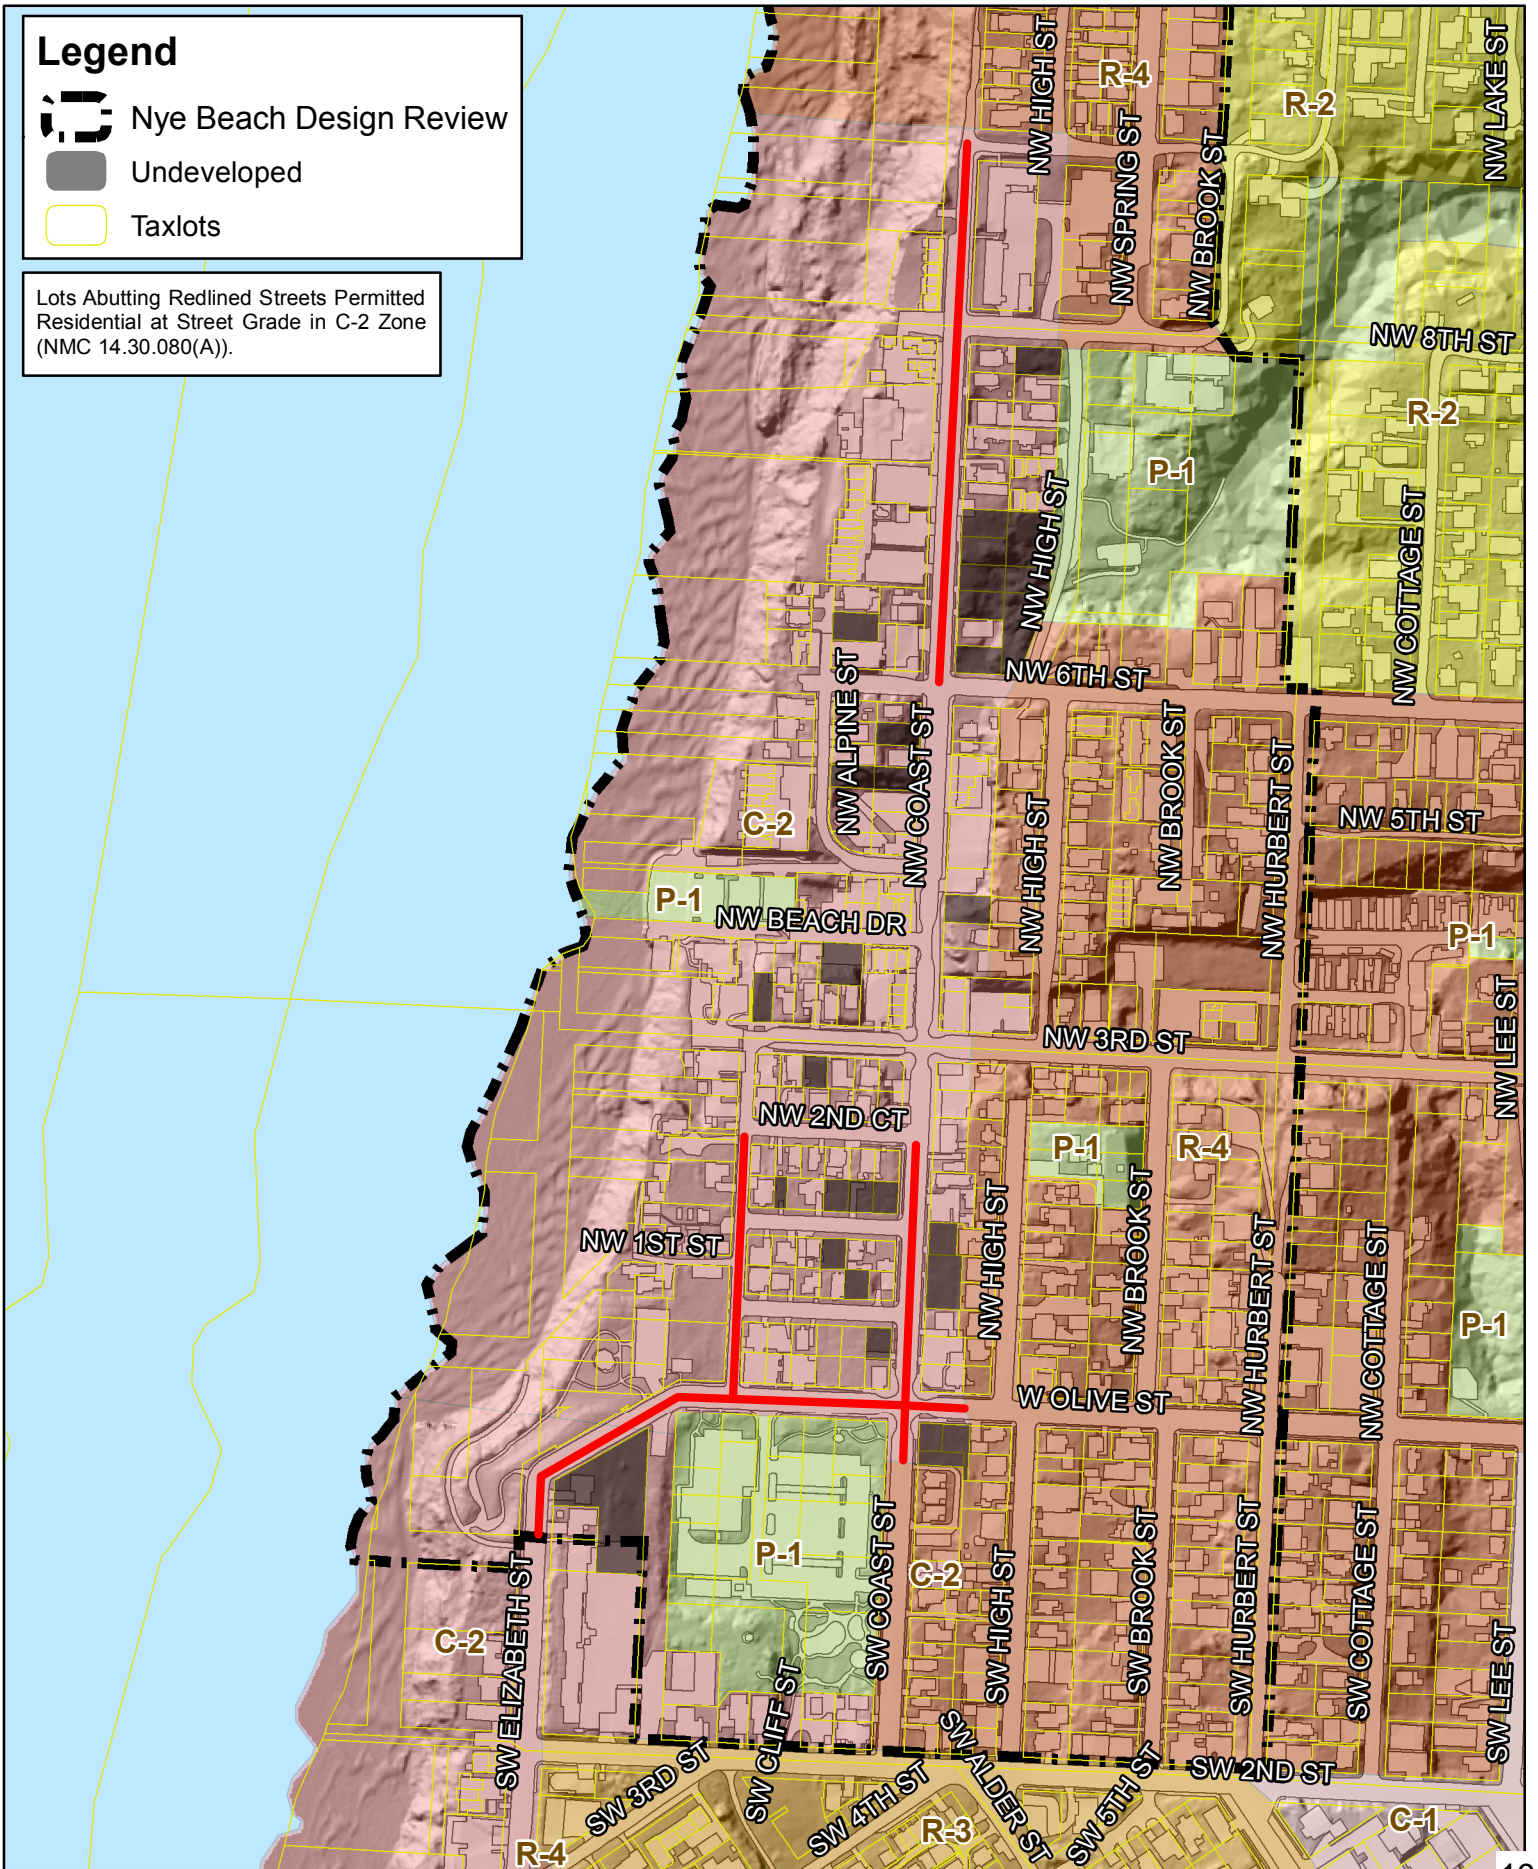 Legend
Nye Beach Design Review
Undeveloped
Taxlots
Lots Abutting Redlined Streets Permitted
Residential at Street Grade in C-2 Zone
(NMC 14.30.080(A)).
NW HIGH ST
R-4
NW SPRING ST
NW BROOK ST
R-2
NW LAKE ST
NW 8TH ST
R-2
P-1
NW HIGH ST
NW COTTAGE ST
NW 6TH ST
NW ALPINE ST
NW COAST ST
NW BROOK ST
NW HURBERT ST
NW 5TH ST
C-2
NW HIGH ST
P-1
NW BEACH DR
P-1
NW LEE ST
NW 3RD ST
NW 2ND CT
P-1
R-4
NW 1ST ST
NW HIGH ST
NW BROOK ST
NW HURBERT ST
NW COTTAGE ST
P-1
W OLIVE ST
P-1
SW COAST ST
C-2
SW HIGH ST
SW BROOK ST
SW HURBERT ST
SW COTTAGE ST
C-2
SW ELIZABETH ST
SW CLIFF ST
SW LEE ST
SW 3RD ST
SW 4TH ST
SW ALDER ST
SW 5TH ST
SW 2ND ST
R-4
R-3
C-1